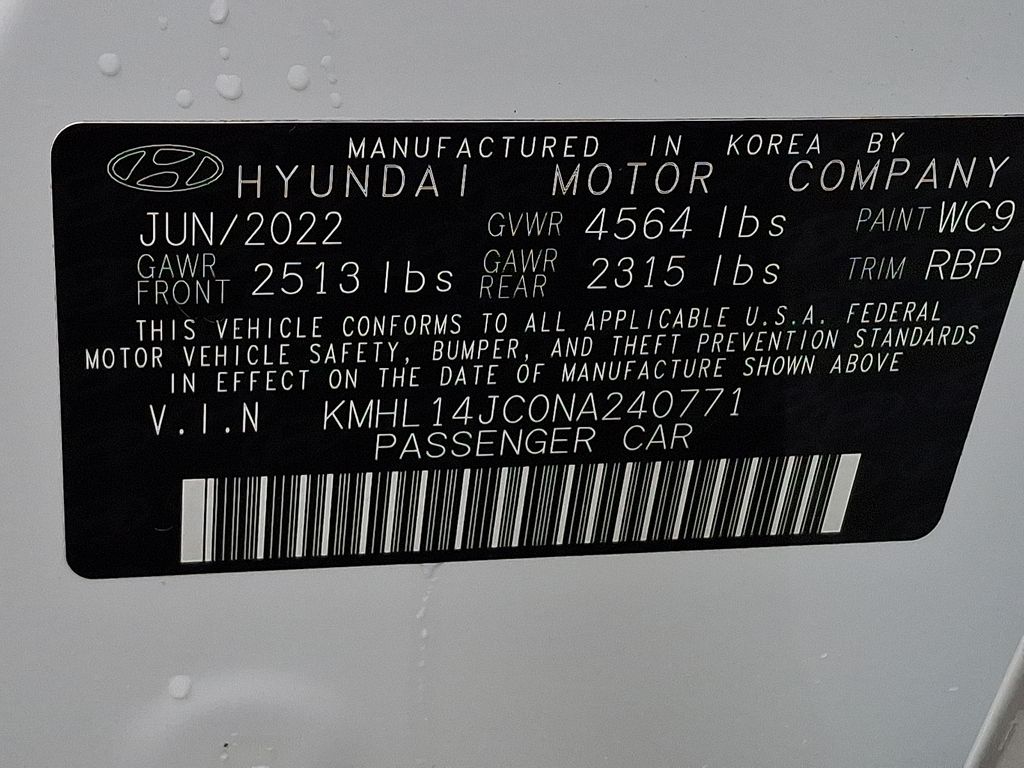 MANUFACTURED IN KOREA BY
HYUNDAI MOTOR COMPANY
JUN/2022 GVWR 4564 lbs PAINT WC9
GAWR FRONT 2513 lbs GAWR REAR 2315 lbs TRIM RBP
THIS VEHICLE CONFORMS TO ALL APPLICABLE U.S.A. FEDERAL
MOTOR VEHICLE SAFETY, BUMPER, AND THEFT PREVENTION STANDARDS
IN EFFECT ON THE DATE OF MANUFACTURE SHOWN ABOVE
V.I.N KMHL14JC0NA240771
PASSENGER CAR